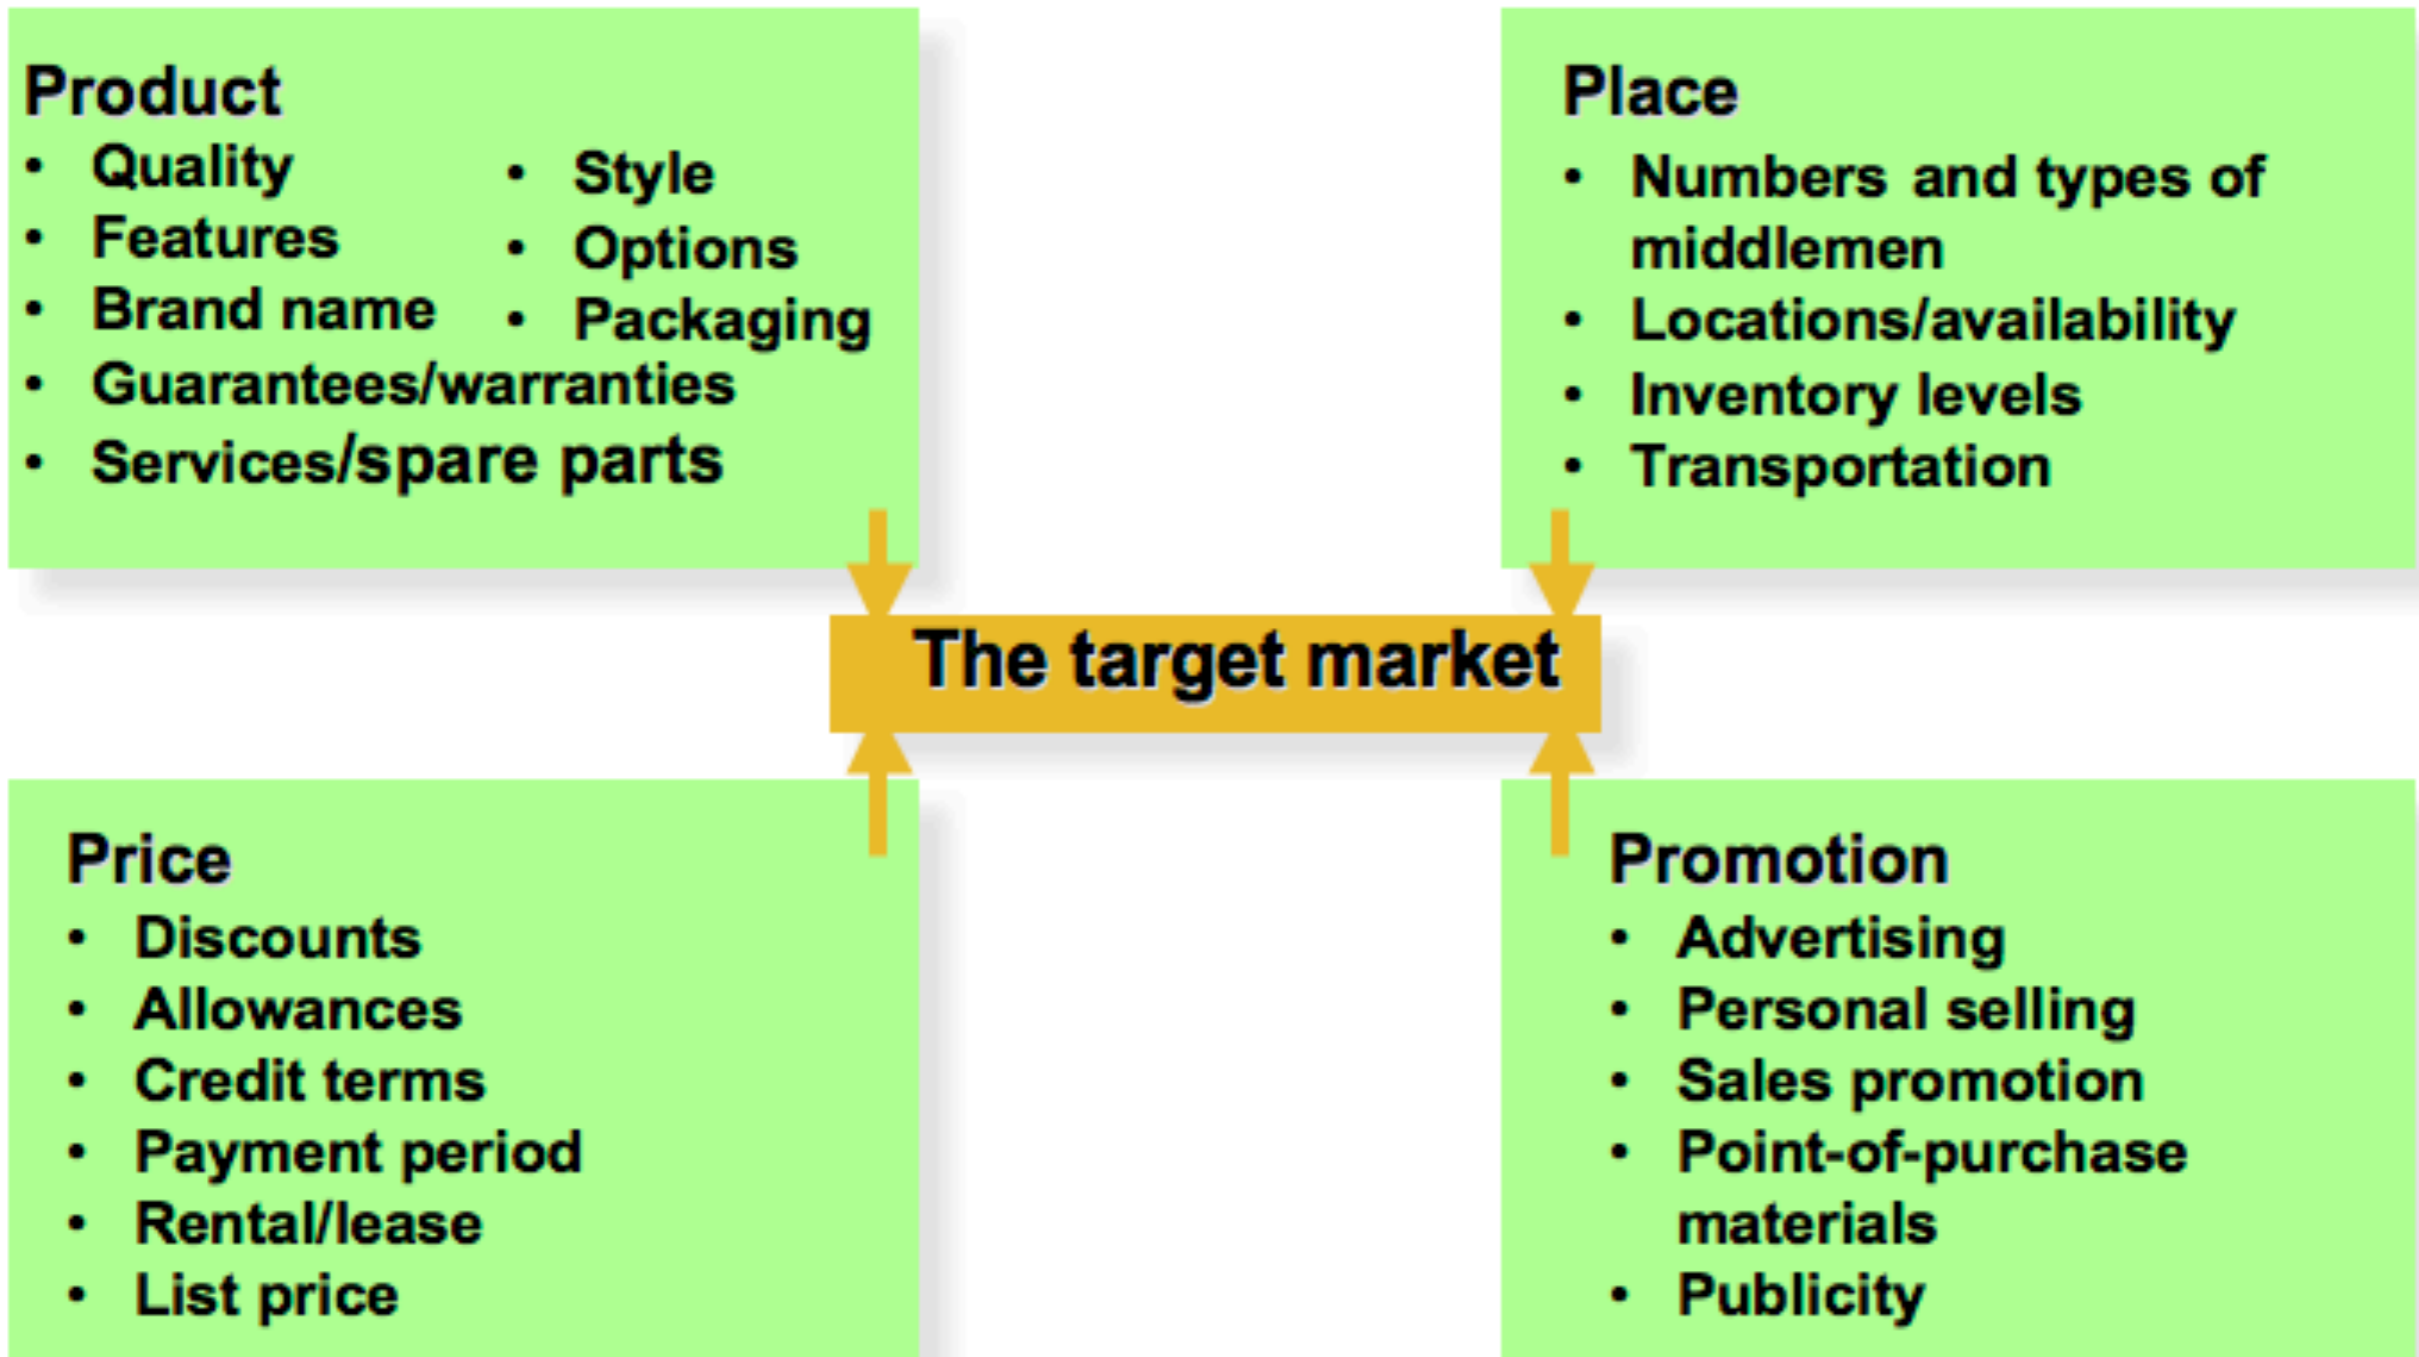 Product
• Quality
• Features
• Brand name
• Style
• Options
• Packaging
• Guarantees/warranties
• Services/spare parts
Place
• Numbers and types of
middlemen
• Locations/availability
• Inventory levels
• Transportation
The target market
Price
• Discounts
• Allowances
• Credit terms
• Payment period
• Rental/lease
• List price
Promotion
• Advertising
• Personal selling
• Sales promotion
• Point-of-purchase
materials
• Publicity